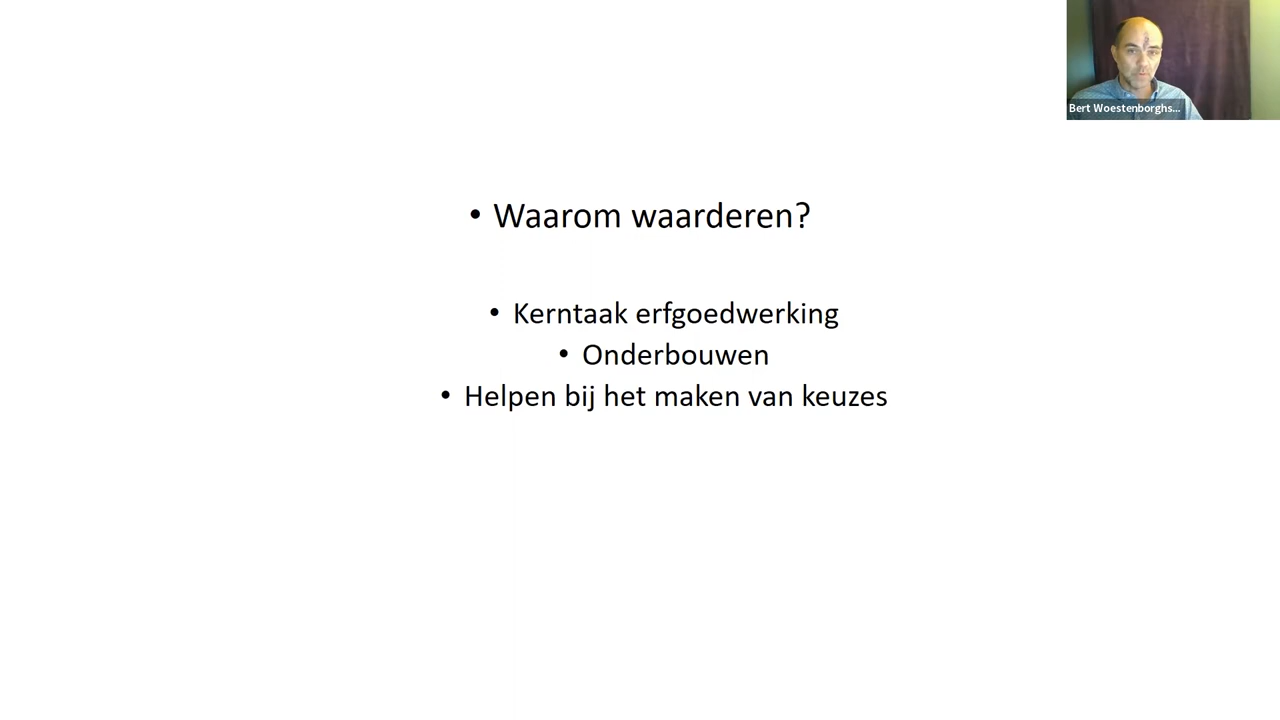 Bert Woestenborghs...
• Waarom waarderen?
• Kerntaak erfgoedwerking
• Onderbouwen
• Helpen bij het maken van keuzes